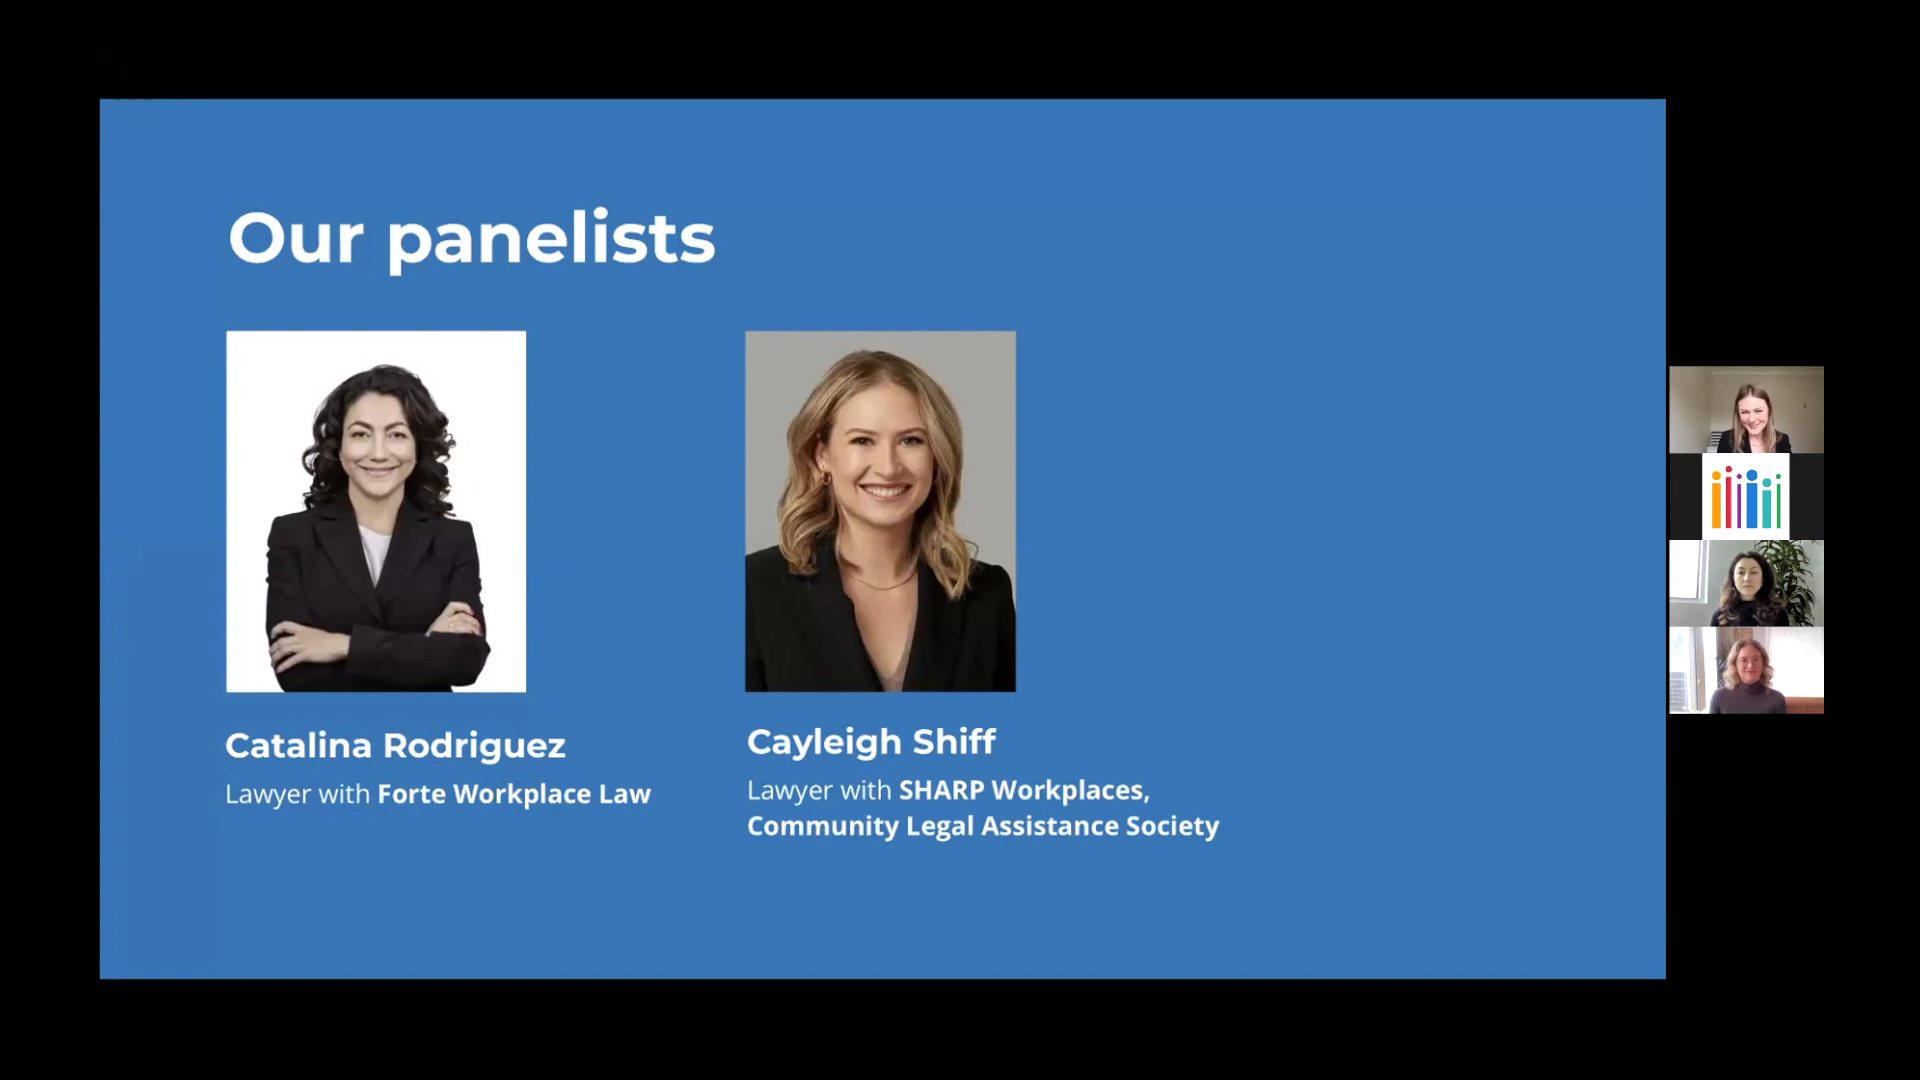 Our panelists
Catalina Rodriguez
Lawyer with Forte Workplace Law
Cayleigh Shiff
Lawyer with SHARP Workplaces,
Community Legal Assistance Society